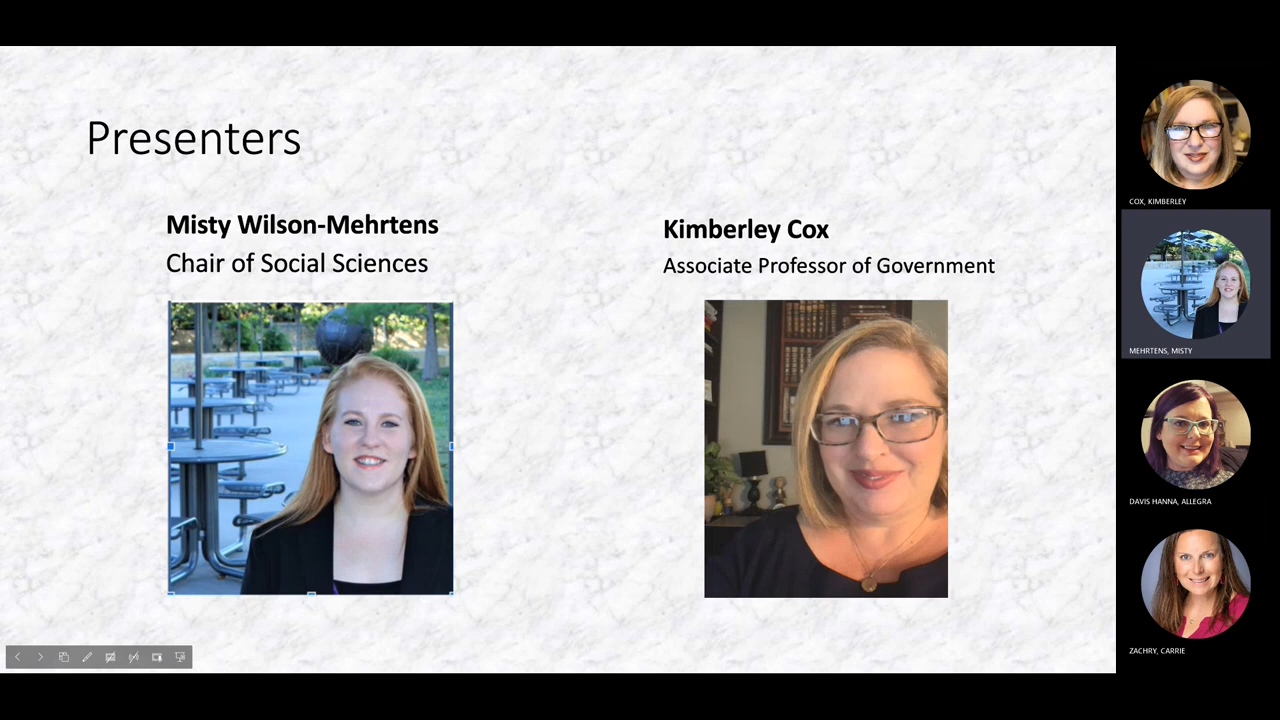 Presenters
Misty Wilson-Mehrtens
Chair of Social Sciences
Kimberley Cox
Associate Professor of Government
COX, KIMBERLEY
MEHRTENS, MISTY
DAVIS HANNA, ALLEGRA
ZACHRY, CARRIE